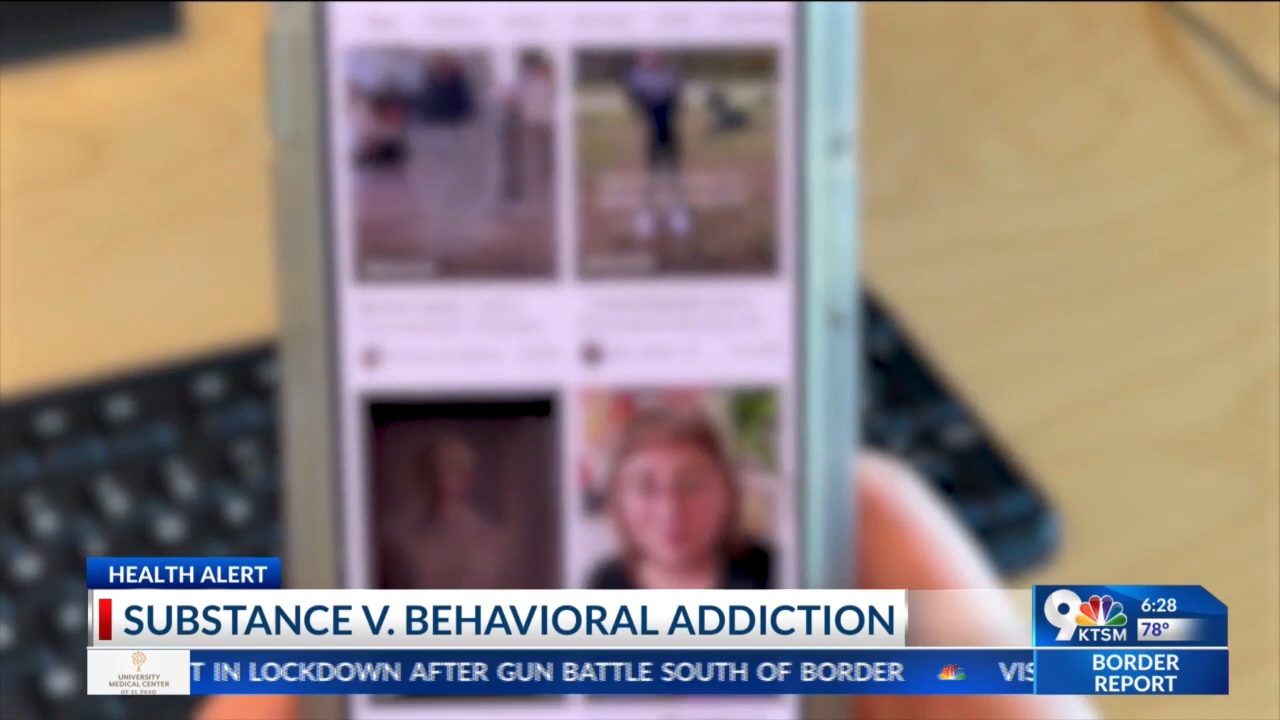 HEALTH ALERT
SUBSTANCE V. BEHAVIORAL ADDICTION
9 KTSM
6:28
78°
UNIVERSITY
MEDICAL CENTER
OF EL PASO
T IN LOCKDOWN AFTER GUN BATTLE SOUTH OF BORDER VIS
BORDER
REPORT